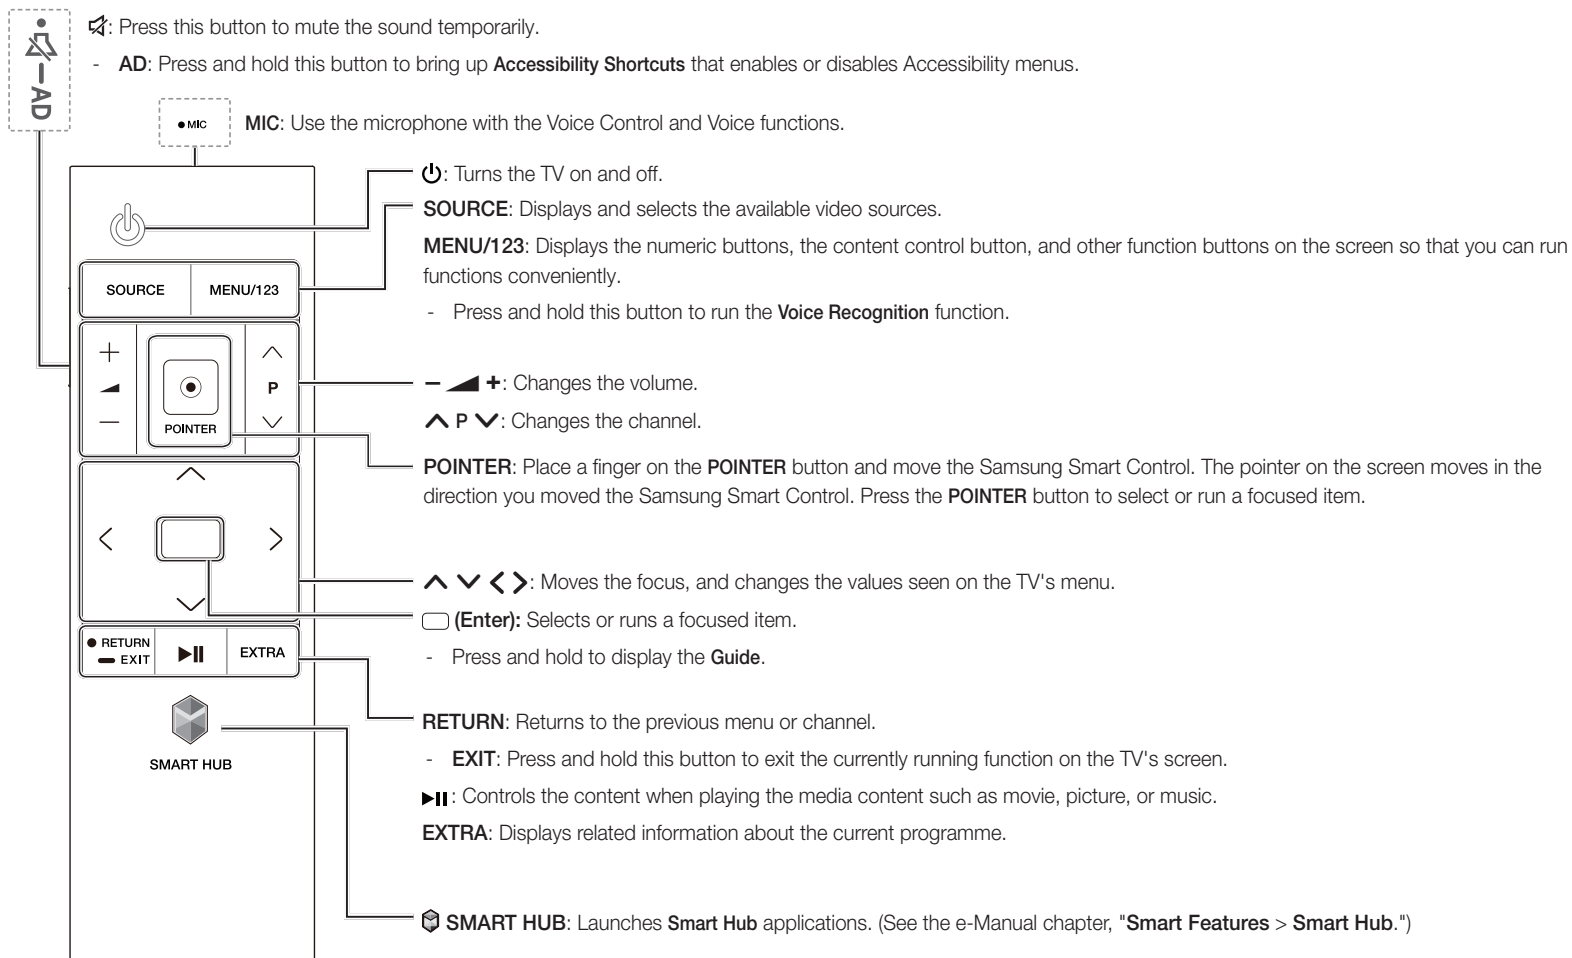 : Press this button to mute the sound temporarily.
- AD: Press and hold this button to bring up Accessibility Shortcuts that enables or disables Accessibility menus.
AD
MIC
MIC: Use the microphone with the Voice Control and Voice functions.
: Turns the TV on and off.
SOURCE: Displays and selects the available video sources.
MENU/123: Displays the numeric buttons, the content control button, and other function buttons on the screen so that you can run
functions conveniently.
- Press and hold this button to run the Voice Recognition function.
SOURCE
MENU/123
P
POINTER
− +: Changes the volume.
P : Changes the channel.
POINTER: Place a finger on the POINTER button and move the Samsung Smart Control. The pointer on the screen moves in the
direction you moved the Samsung Smart Control. Press the POINTER button to select or run a focused item.
: Moves the focus, and changes the values seen on the TV's menu.
(Enter): Selects or runs a focused item.
- Press and hold to display the Guide.
RETURN
EXIT
EXTRA
SMART HUB
RETURN: Returns to the previous menu or channel.
- EXIT: Press and hold this button to exit the currently running function on the TV's screen.
: Controls the content when playing the media content such as movie, picture, or music.
EXTRA: Displays related information about the current programme.
SMART HUB: Launches Smart Hub applications. (See the e-Manual chapter, "Smart Features > Smart Hub.")